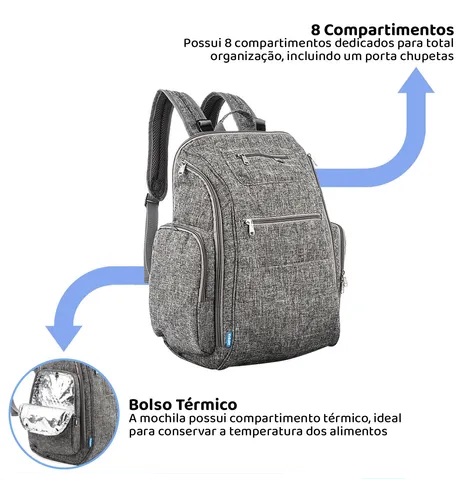 8 Compartimentos
Possui 8 compartimentos dedicados para total
organização, incluindo um porta chupetas
Bolso Térmico
A mochila possui compartimento térmico, ideal
para conservar a temperatura dos alimentos